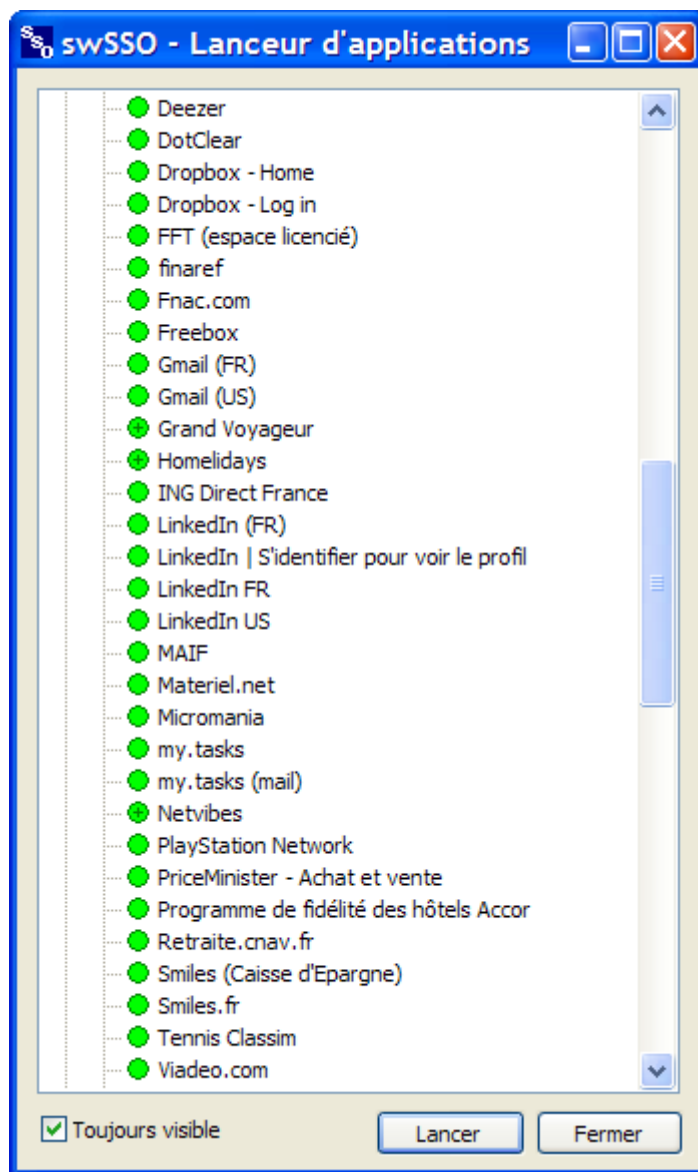 SSO swSSO - Lanceur d'applications
Deezer
DotClear
Dropbox - Home
Dropbox - Log in
FFT (espace licencié)
finaref
Fnac.com
Freebox
Gmail (FR)
Gmail (US)
Grand Voyageur
Homelidays
ING Direct France
LinkedIn (FR)
LinkedIn | S'identifier pour voir le profil
LinkedIn FR
LinkedIn US
MAIF
Materiel.net
Micromania
my.tasks
my.tasks (mail)
Netvibes
PlayStation Network
PriceMinister - Achat et vente
Programme de fidélité des hôtels Accor
Retraite.cnav.fr
Smiles (Caisse d'Epargne)
Smiles.fr
Tennis Classim
Viadeo.com
Toujours visible Lancer Fermer